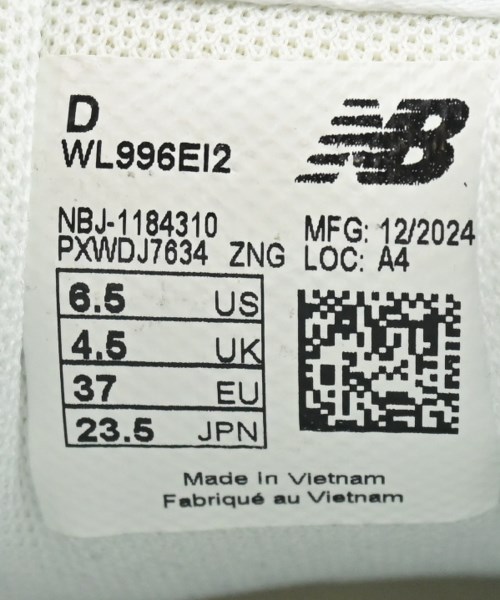 D
WL996EI2
NB
NBJ-1184310
PXWDJ7634 ZNG
MFG: 12/2024
LOC: A4
6.5 US
4.5 UK
37 EU
23.5 JPN
Made in Vietnam
Fabriqué au Vietnam